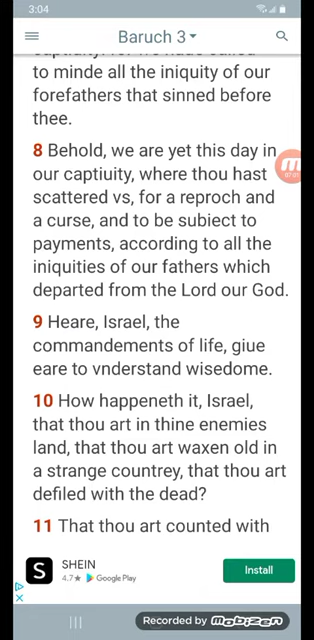 3:04
Baruch 3
to minde all the iniquity of our
forefathers that sinned before
thee.
8 Behold, we are yet this day in
our captiuity, where thou hast
scattered vs, for a reproch and
a curse, and to be subiect to
payments, according to all the
iniquities of our fathers which
departed from the Lord our God.
9 Heare, Israel, the
commandements of life, giue
eare to vnderstand wisedome.
10 How happeneth it, Israel,
that thou art in thine enemies
land, that thou art waxen old in
a strange countrey, that thou art
defiled with the dead?
11 That thou art counted with
S
SHEIN
4.7★ Google Play
Install
Recorded by mobizen